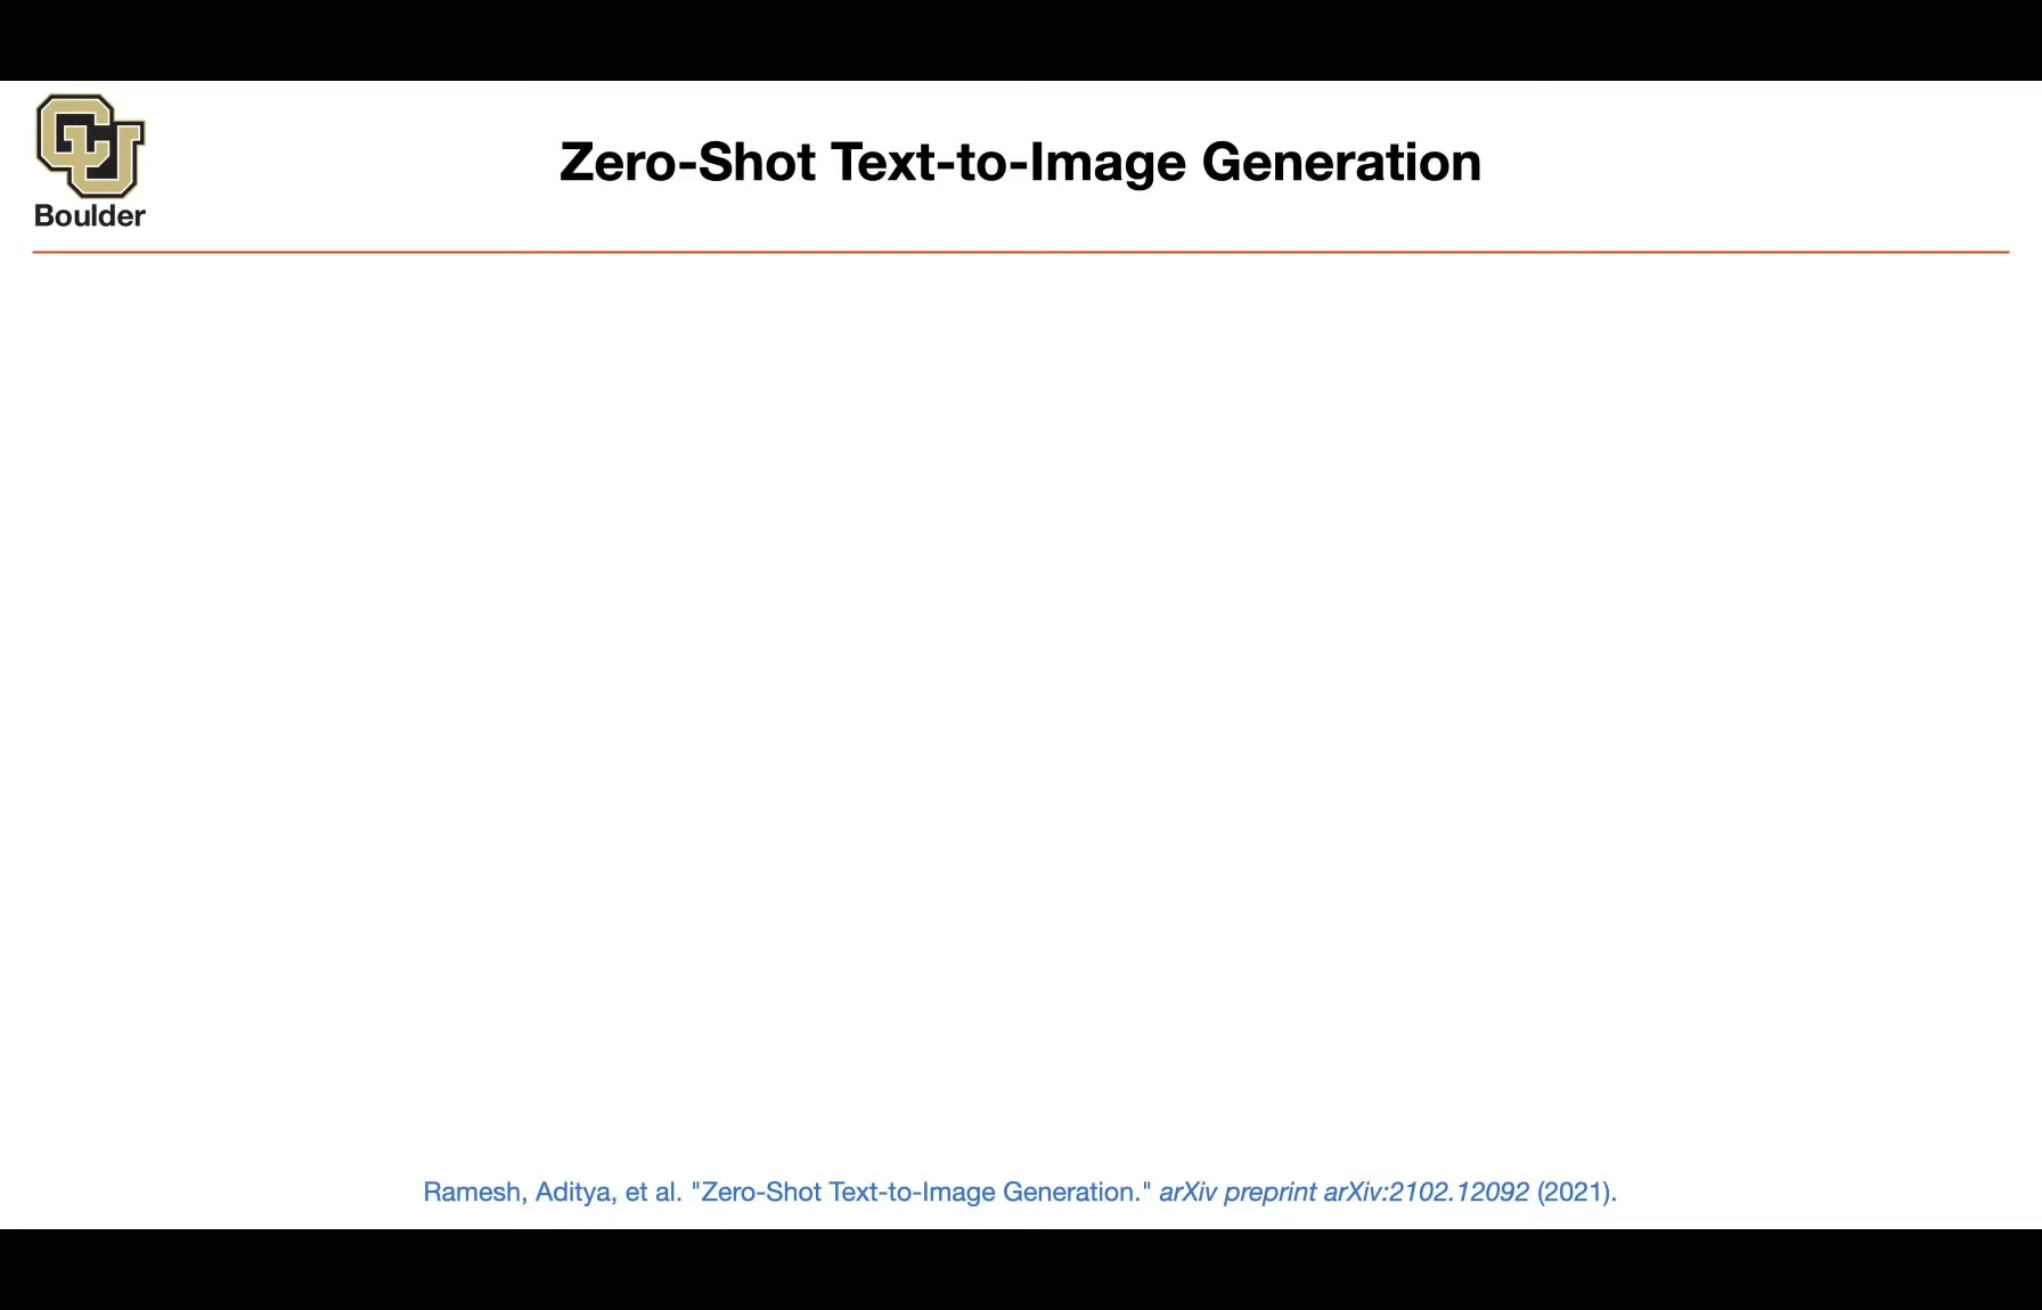 CU
Boulder
Zero-Shot Text-to-Image Generation
Ramesh, Aditya, et al. "Zero-Shot Text-to-Image Generation." arXiv preprint arXiv:2102.12092 (2021).